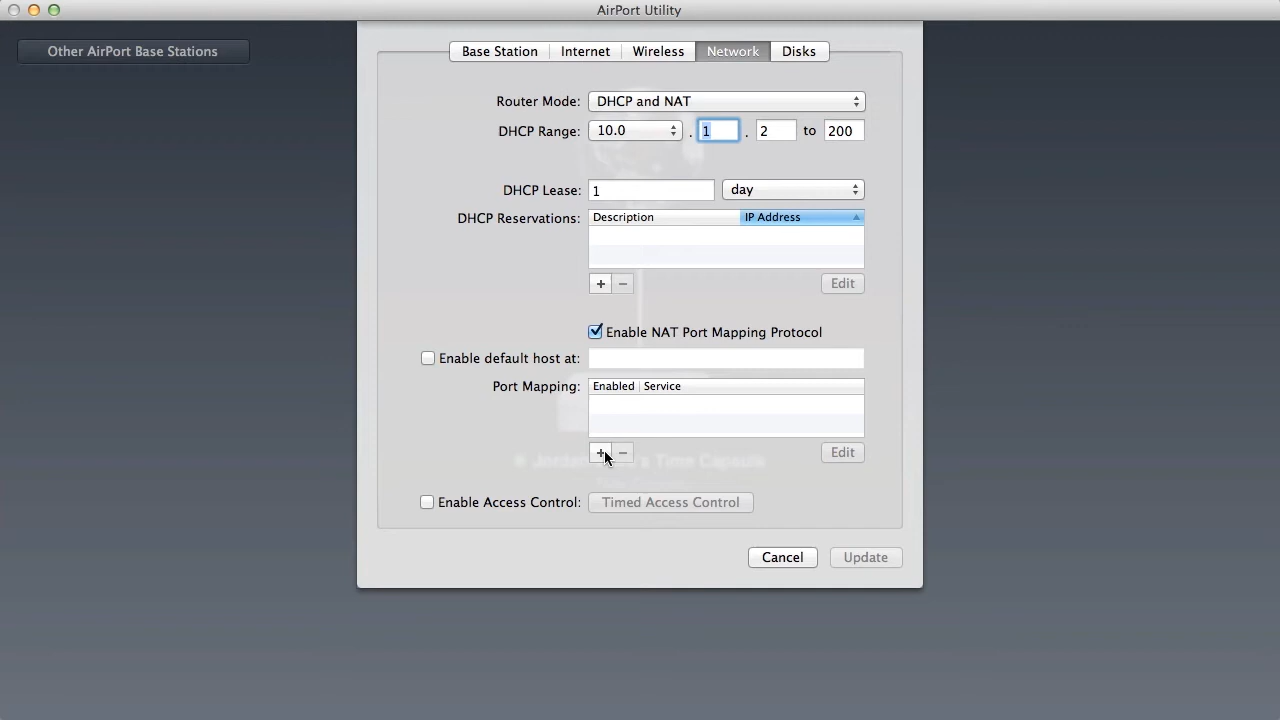 AirPort Utility
Other AirPort Base Stations
Base Station Internet Wireless Network Disks
Router Mode: DHCP and NAT
DHCP Range: 10.0 . 1 . 2 to 200
DHCP Lease: 1 day
DHCP Reservations: Description IP Address
+ − Edit
Enable NAT Port Mapping Protocol
Enable default host at:
Port Mapping: Enabled Service
+ − Edit
Time Capsule
Enable Access Control: Timed Access Control
Cancel Update